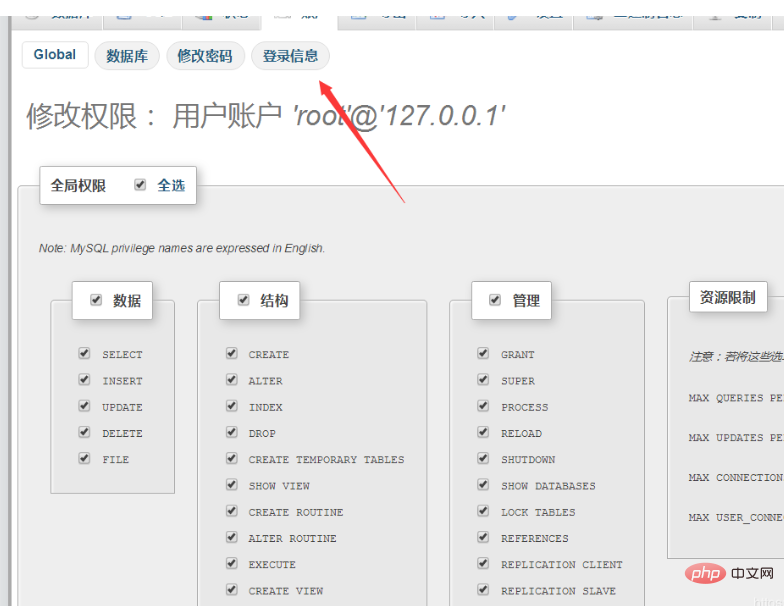 Global 数据库 修改密码 登录信息
修改权限： 用户账户 'root'@'127.0.0.1'
全局权限 全选
Note: MySQL privilege names are expressed in English.
数据
SELECT
INSERT
UPDATE
DELETE
FILE
结构
CREATE
ALTER
INDEX
DROP
CREATE TEMPORARY TABLES
SHOW VIEW
CREATE ROUTINE
ALTER ROUTINE
EXECUTE
CREATE VIEW
管理
GRANT
SUPER
PROCESS
RELOAD
SHUTDOWN
SHOW DATABASES
LOCK TABLES
REFERENCES
REPLICATION CLIENT
REPLICATION SLAVE
资源限制
注意：若将这些选
MAX QUERIES PE
MAX UPDATES PE
MAX CONNECTION
MAX USER_CONNE
php 中文网